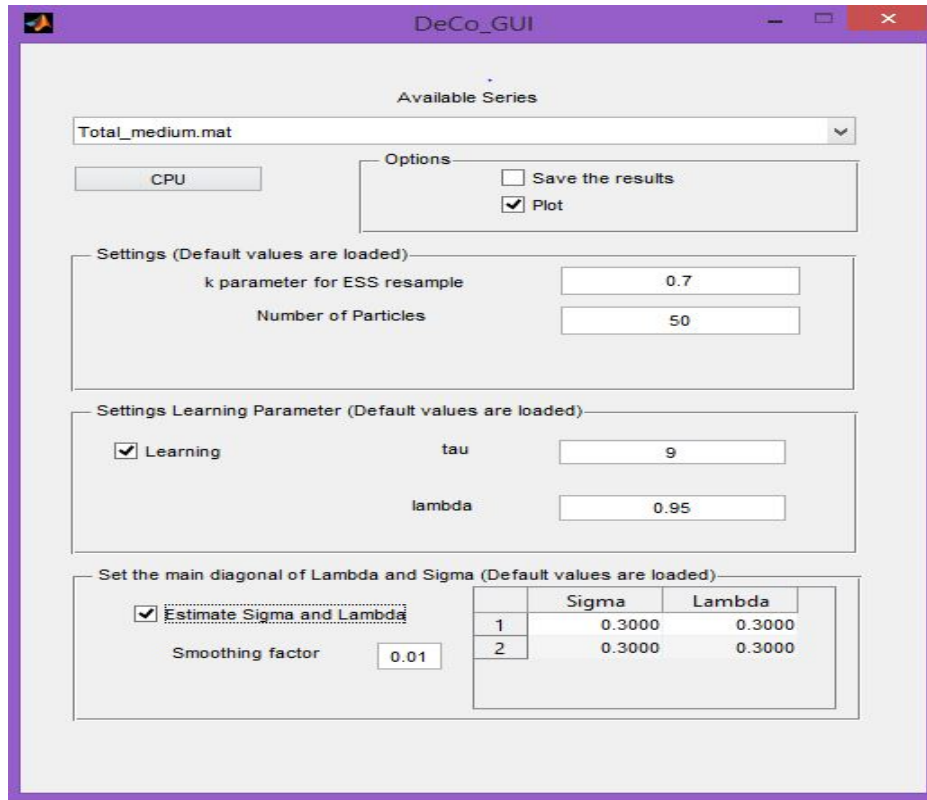 DeCo_GUI
Available Series
Total_medium.mat
CPU
Options
Save the results
Plot
Settings (Default values are loaded)
k parameter for ESS resample 0.7
Number of Particles 50
Settings Learning Parameter (Default values are loaded)
Learning tau 9
lambda 0.95
Set the main diagonal of Lambda and Sigma (Default values are loaded)
Estimate Sigma and Lambda
Smoothing factor 0.01
Sigma Lambda
1 0.3000 0.3000
2 0.3000 0.3000